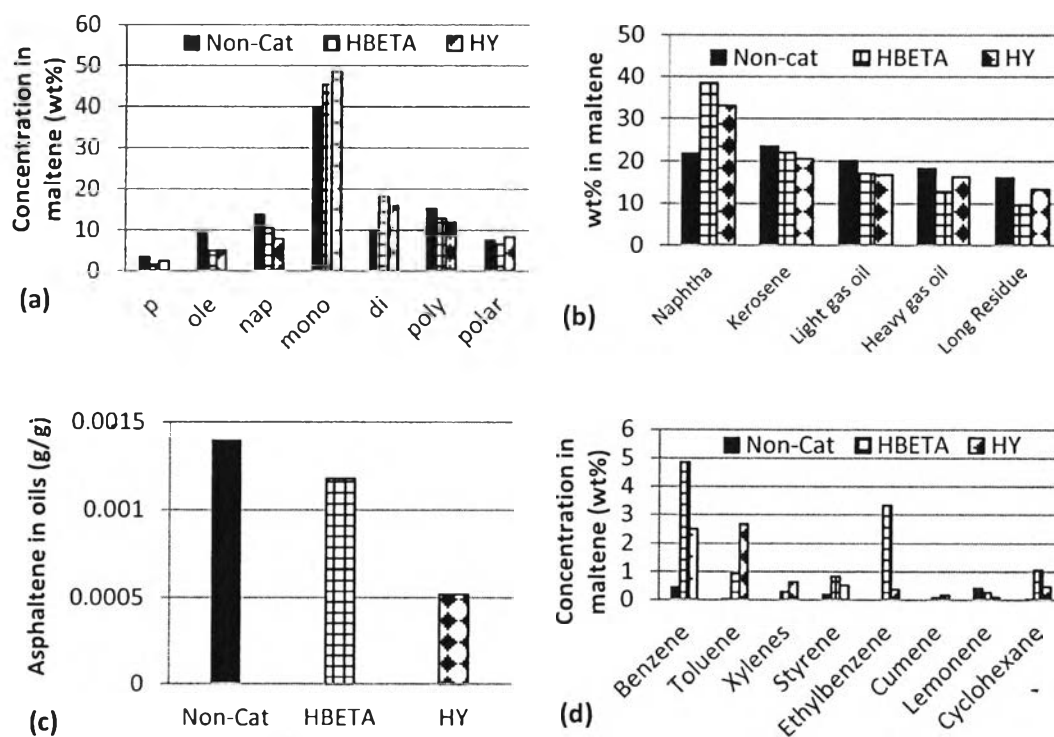 60
50
40
30
20
10
0
Concentration in
maltene (wt%)
Non-Cat HBETA HY
p ole nap mono di poly polar
(a)
50
40
30
20
10
0
wt% in maltene
Non-cat HBETA HY
Naphtha Kerosene Light gas oil Heavy gas oil Long Residue
(b)
0.0015
0.001
0.0005
0
Asphaltene in oils (g/g)
Non-Cat HBETA HY
(c)
6
5
4
3
2
1
0
Concentration in
maltene (wt%)
Non-Cat HBETA HY
Benzene Toluene Xylenes Styrene Ethylbenzene Cumene Lemonene Cyclohexane
(d)